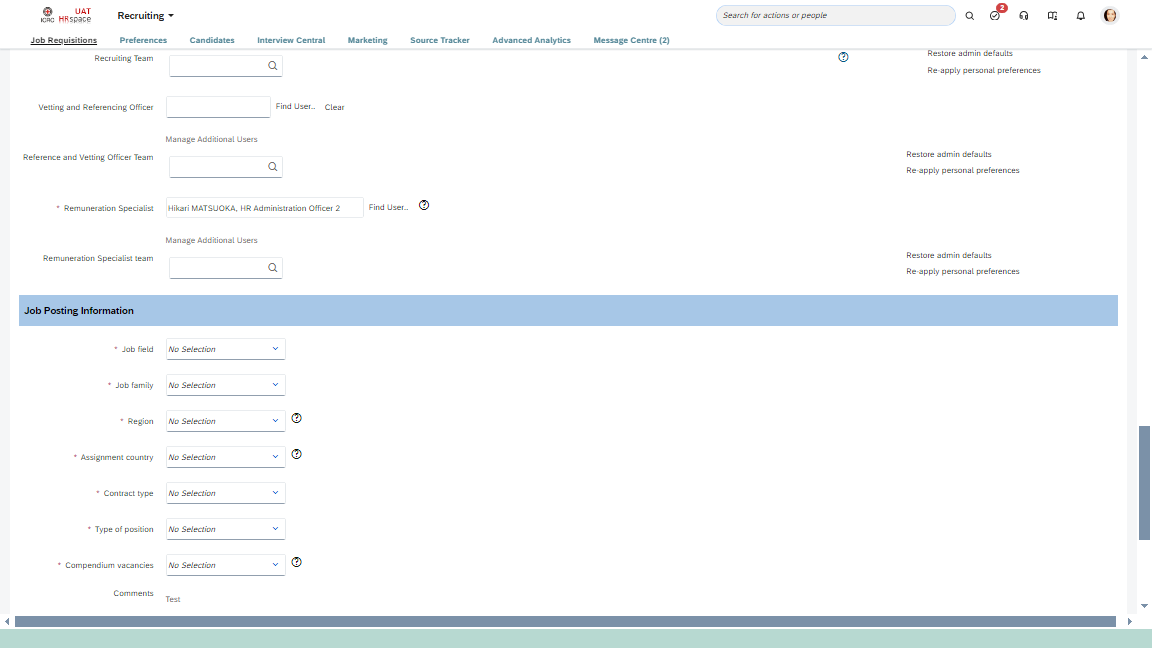 ICRC
UAT
HRspace
Recruiting
Search for actions or people
2
Job Requisitions
Preferences
Candidates
Interview Central
Marketing
Source Tracker
Advanced Analytics
Message Centre (2)
Recruiting Team
Restore admin defaults
Re-apply personal preferences
Vetting and Referencing Officer
Find User..
Clear
Manage Additional Users
Reference and Vetting Officer Team
Restore admin defaults
Re-apply personal preferences
* Remuneration Specialist
Hikari MATSUOKA, HR Administration Officer 2
Find User..
Manage Additional Users
Remuneration Specialist team
Restore admin defaults
Re-apply personal preferences
Job Posting Information
* Job field
No Selection
* Job family
No Selection
* Region
No Selection
* Assignment country
No Selection
* Contract type
No Selection
* Type of position
No Selection
* Compendium vacancies
No Selection
Comments
Test